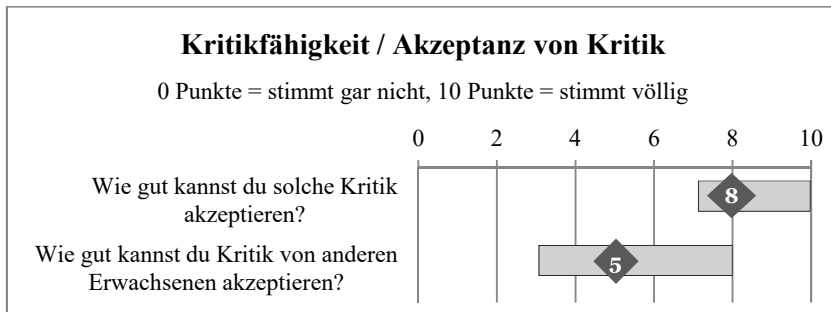 Kritikfähigkeit / Akzeptanz von Kritik
0 Punkte = stimmt gar nicht, 10 Punkte = stimmt völlig
0 2 4 6 8 10
Wie gut kannst du solche Kritik
akzeptieren?
8
Wie gut kannst du Kritik von anderen
Erwachsenen akzeptieren?
5